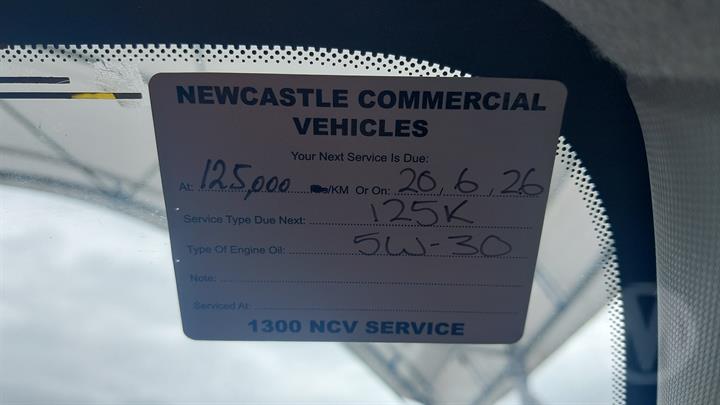 NEWCASTLE COMMERCIAL
VEHICLES
Your Next Service Is Due:
At: 125,000 /KM Or On: 20, 6, 26
Service Type Due Next: 125K
Type Of Engine Oil: 5W-30
Note:
Serviced At:
1300 NCV SERVICE